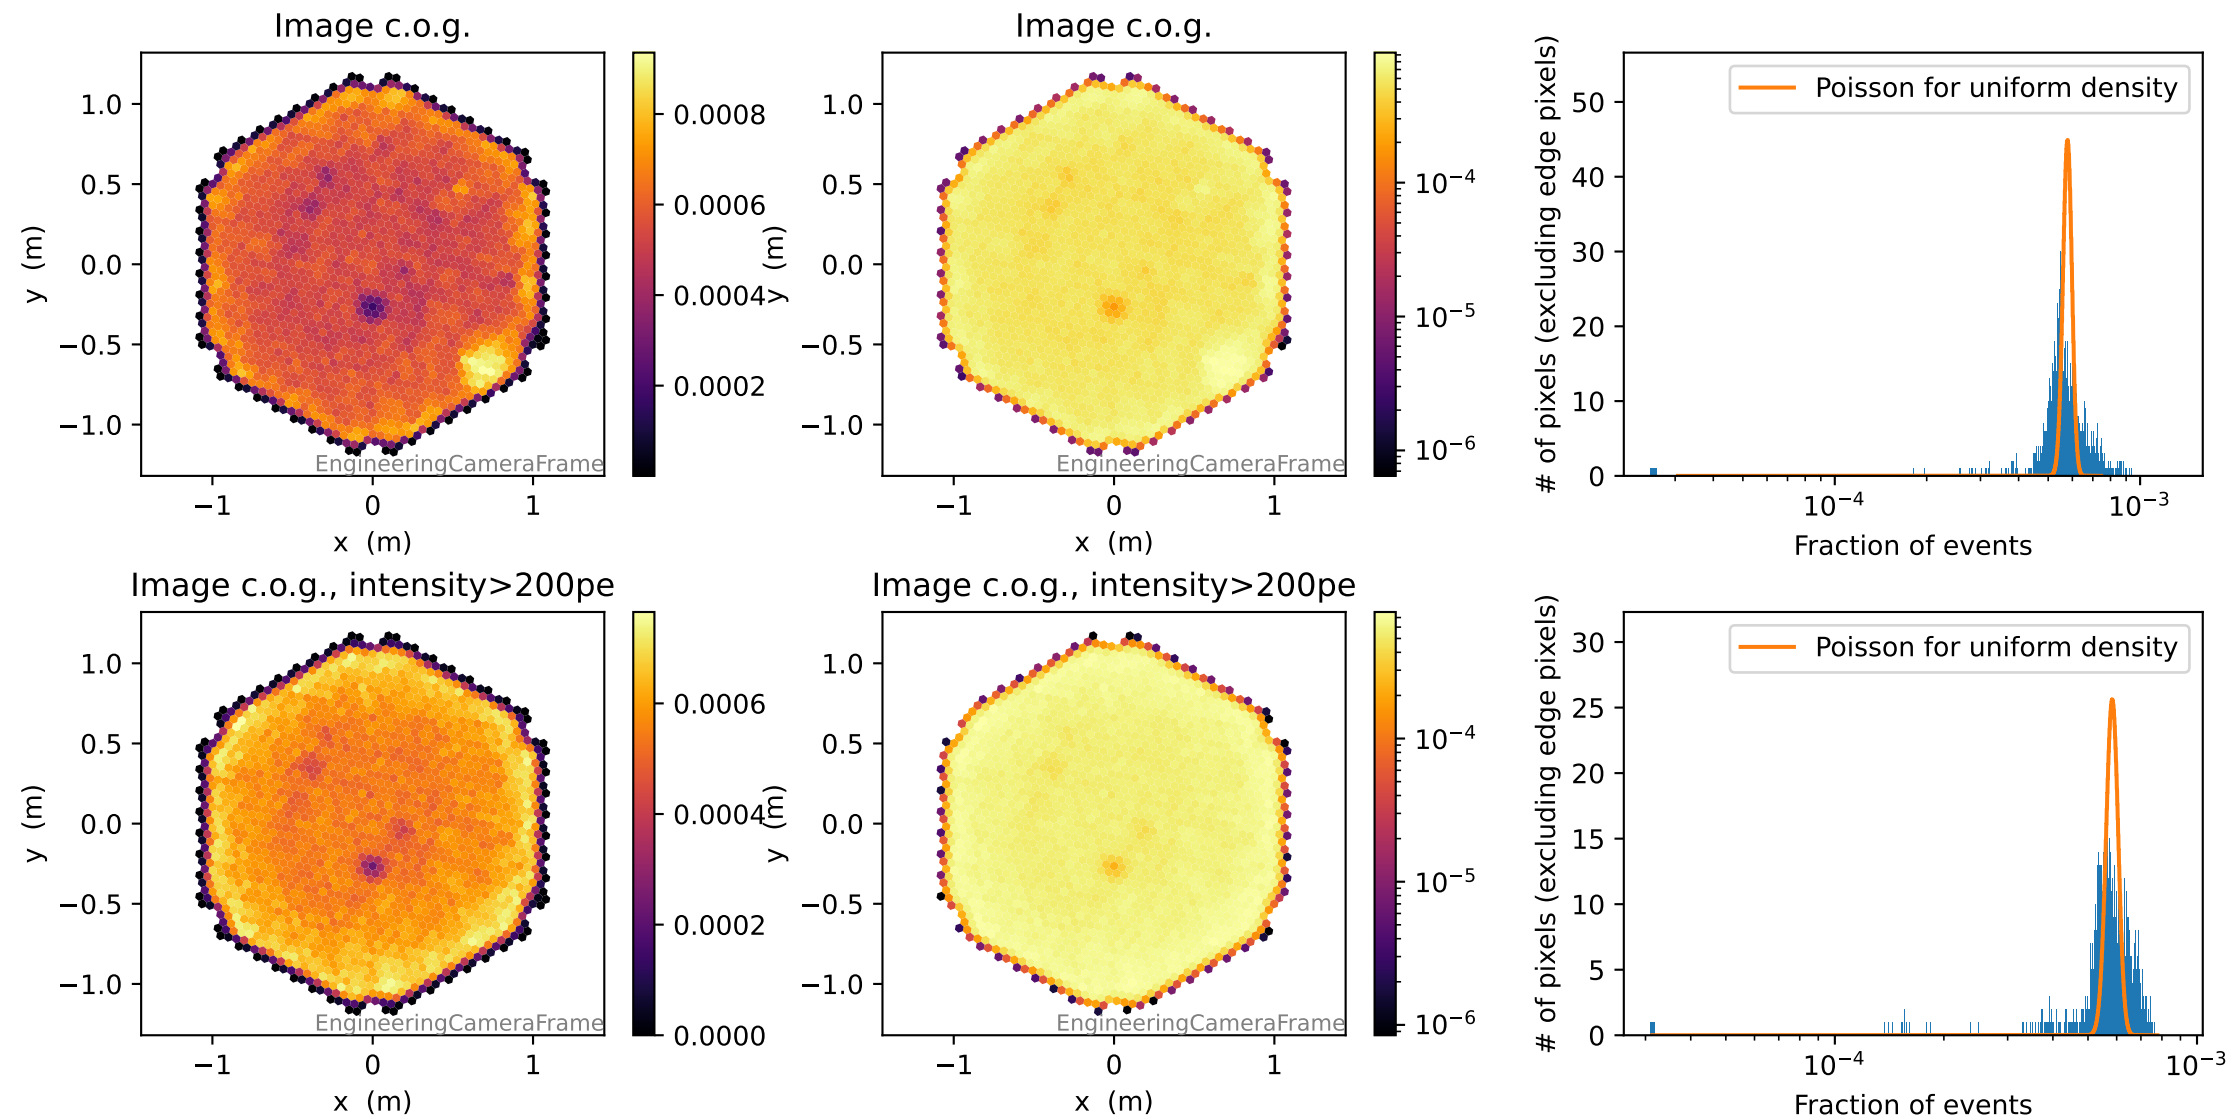 Image c.o.g.
1.0
0.5
0.0
−0.5
−1.0
y (m)
−1
0
1
x (m)
EngineeringCameraFrame
0.0008
0.0006
0.0004
0.0002
Image c.o.g.
1.0
0.5
0.0
−0.5
−1.0
y (m)
−1
0
1
x (m)
EngineeringCameraFrame
10⁻⁴
10⁻⁵
10⁻⁶
# of pixels (excluding edge pixels)
50
40
30
20
10
0
Poisson for uniform density
10⁻⁴
10⁻³
Fraction of events
Image c.o.g., intensity>200pe
1.0
0.5
0.0
−0.5
−1.0
y (m)
−1
0
1
x (m)
EngineeringCameraFrame
0.0006
0.0004
0.0002
0.0000
Image c.o.g., intensity>200pe
1.0
0.5
0.0
−0.5
−1.0
y (m)
−1
0
1
x (m)
EngineeringCameraFrame
10⁻⁴
10⁻⁵
10⁻⁶
# of pixels (excluding edge pixels)
30
25
20
15
10
5
0
Poisson for uniform density
10⁻⁴
10⁻³
Fraction of events